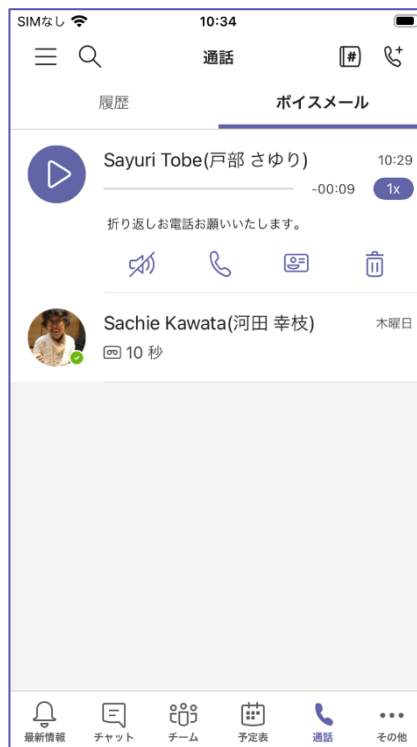 SIMなし 10:34
通話
履歴 ボイスメール
Sayuri Tobe(戸部 さゆり) 10:29
-00:09 1x
折り返しお電話お願いいたします。
Sachie Kawata(河田 幸枝) 木曜日
10 秒
最新情報 チャット チーム 予定表 通話 その他